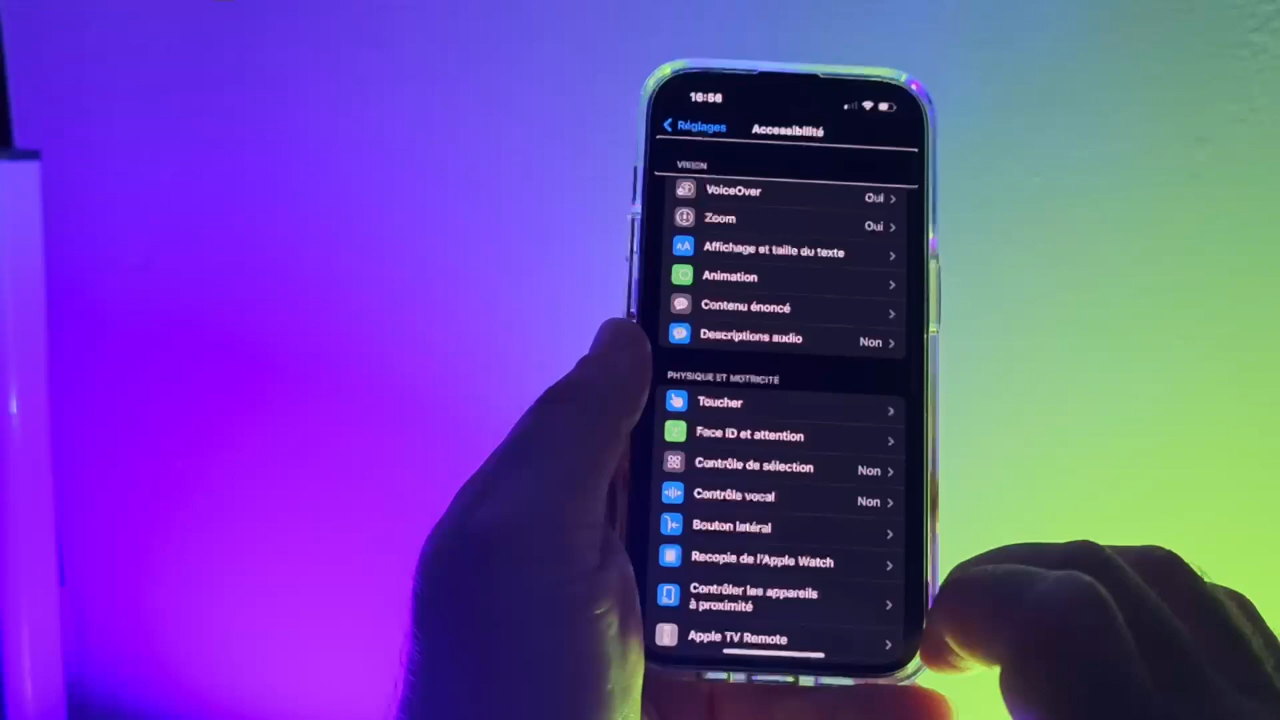 16:56
Réglages
Accessibilité
VISION
VoiceOver
Oui
Zoom
Oui
Affichage et taille du texte
Animation
Contenu énoncé
Descriptions audio
Non
PHYSIQUE ET MOTRICITÉ
Toucher
Face ID et attention
Contrôle de sélection
Non
Contrôle vocal
Non
Bouton latéral
Recopie de l'Apple Watch
Contrôler les appareils
à proximité
Apple TV Remote